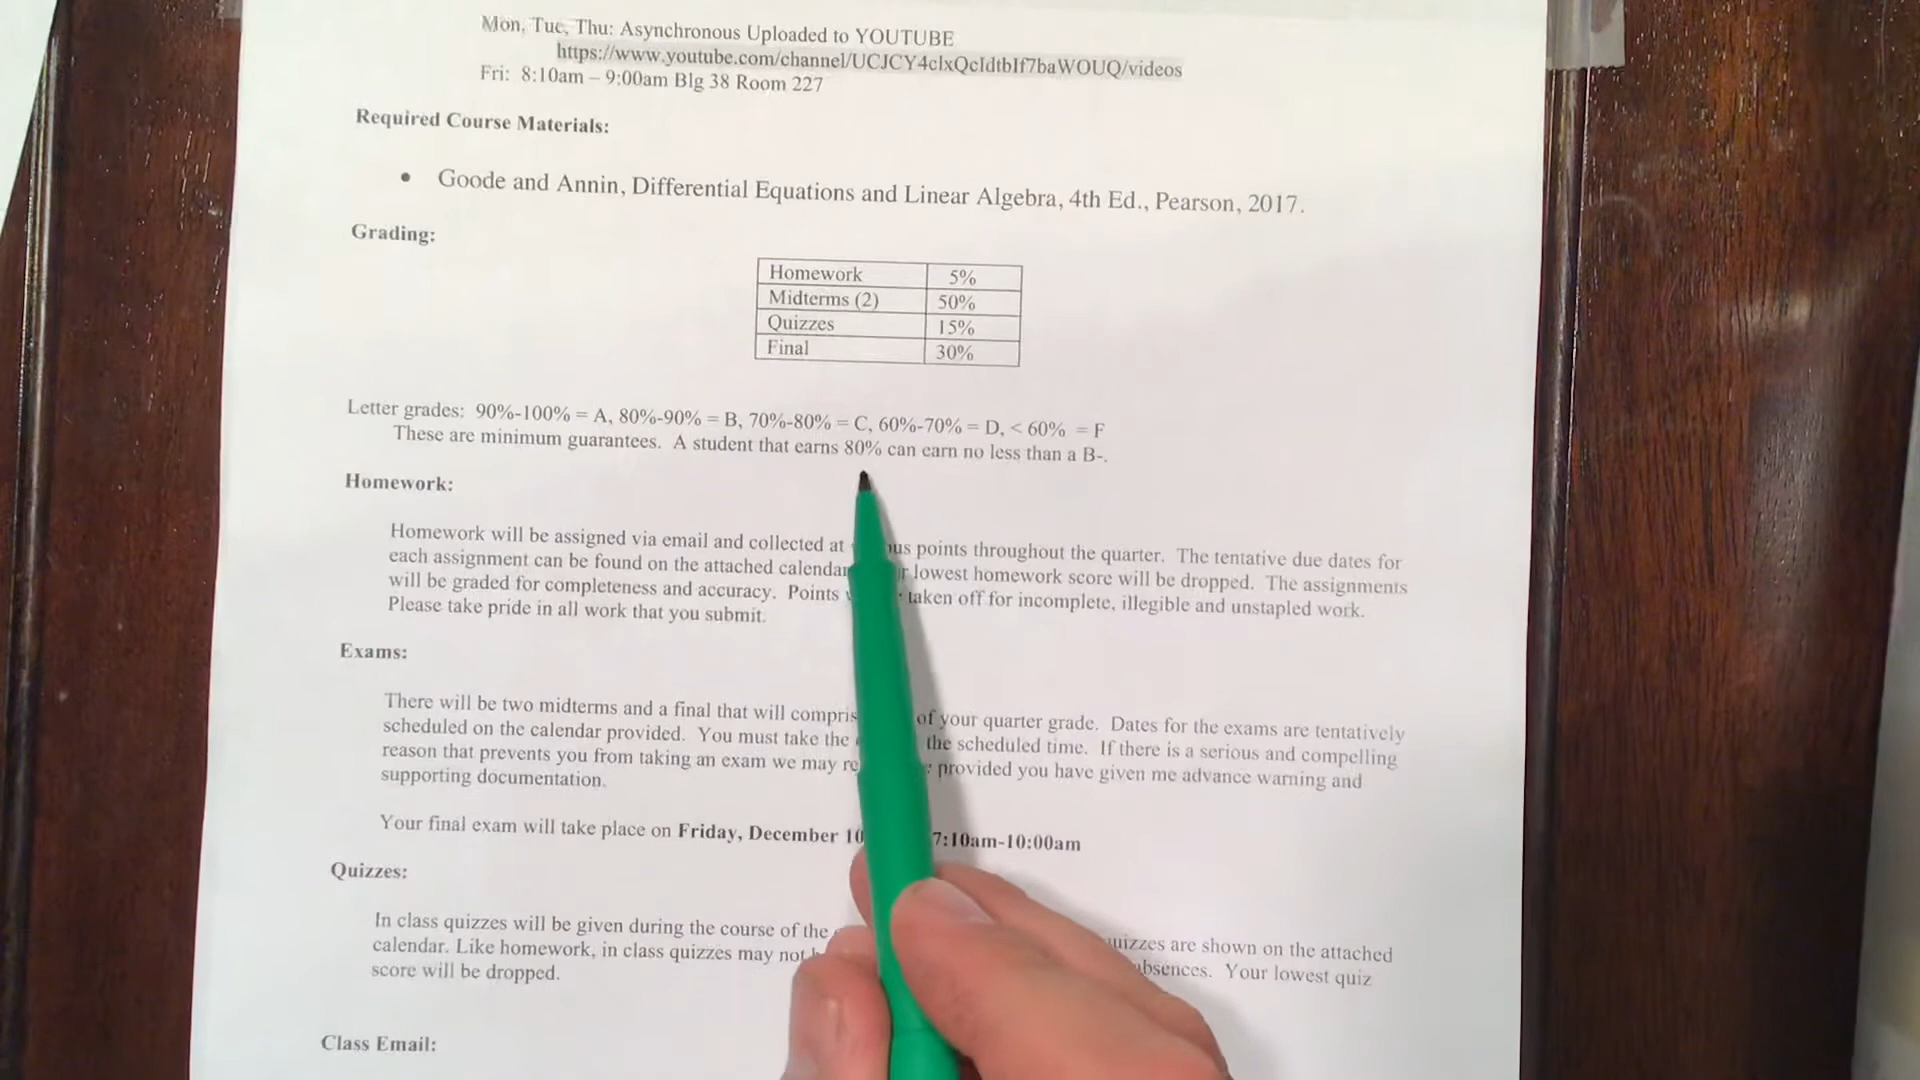 Mon, Tue, Thu: Asynchronous Uploaded to YOUTUBE
https://www.youtube.com/channel/UCJCY4clxQcIdtbIf7baWOUQ/videos
Fri: 8:10am – 9:00am Blg 38 Room 227
Required Course Materials:
• Goode and Annin, Differential Equations and Linear Algebra, 4th Ed., Pearson, 2017.
Grading:
Homework 5%
Midterms (2) 50%
Quizzes 15%
Final 30%
Letter grades: 90%-100% = A, 80%-90% = B, 70%-80% = C, 60%-70% = D, < 60% = F
These are minimum guarantees. A student that earns 80% can earn no less than a B-.
Homework:
Homework will be assigned via email and collected at points throughout the quarter. The tentative due dates for
each assignment can be found on the attached calendar lowest homework score will be dropped. The assignments
will be graded for completeness and accuracy. Points taken off for incomplete, illegible and unstapled work.
Please take pride in all work that you submit.
Exams:
There will be two midterms and a final that will of your quarter grade. Dates for the exams are tentatively
scheduled on the calendar provided. You must take the the scheduled time. If there is a serious and compelling
reason that prevents you from taking an exam we may provided you have given me advance warning and
supporting documentation.
Your final exam will take place on Friday, December 10 7:10am-10:00am
Quizzes:
In class quizzes will be given during the course of the quizzes are shown on the attached
calendar. Like homework, in class quizzes may not absences. Your lowest quiz
score will be dropped.
Class Email: